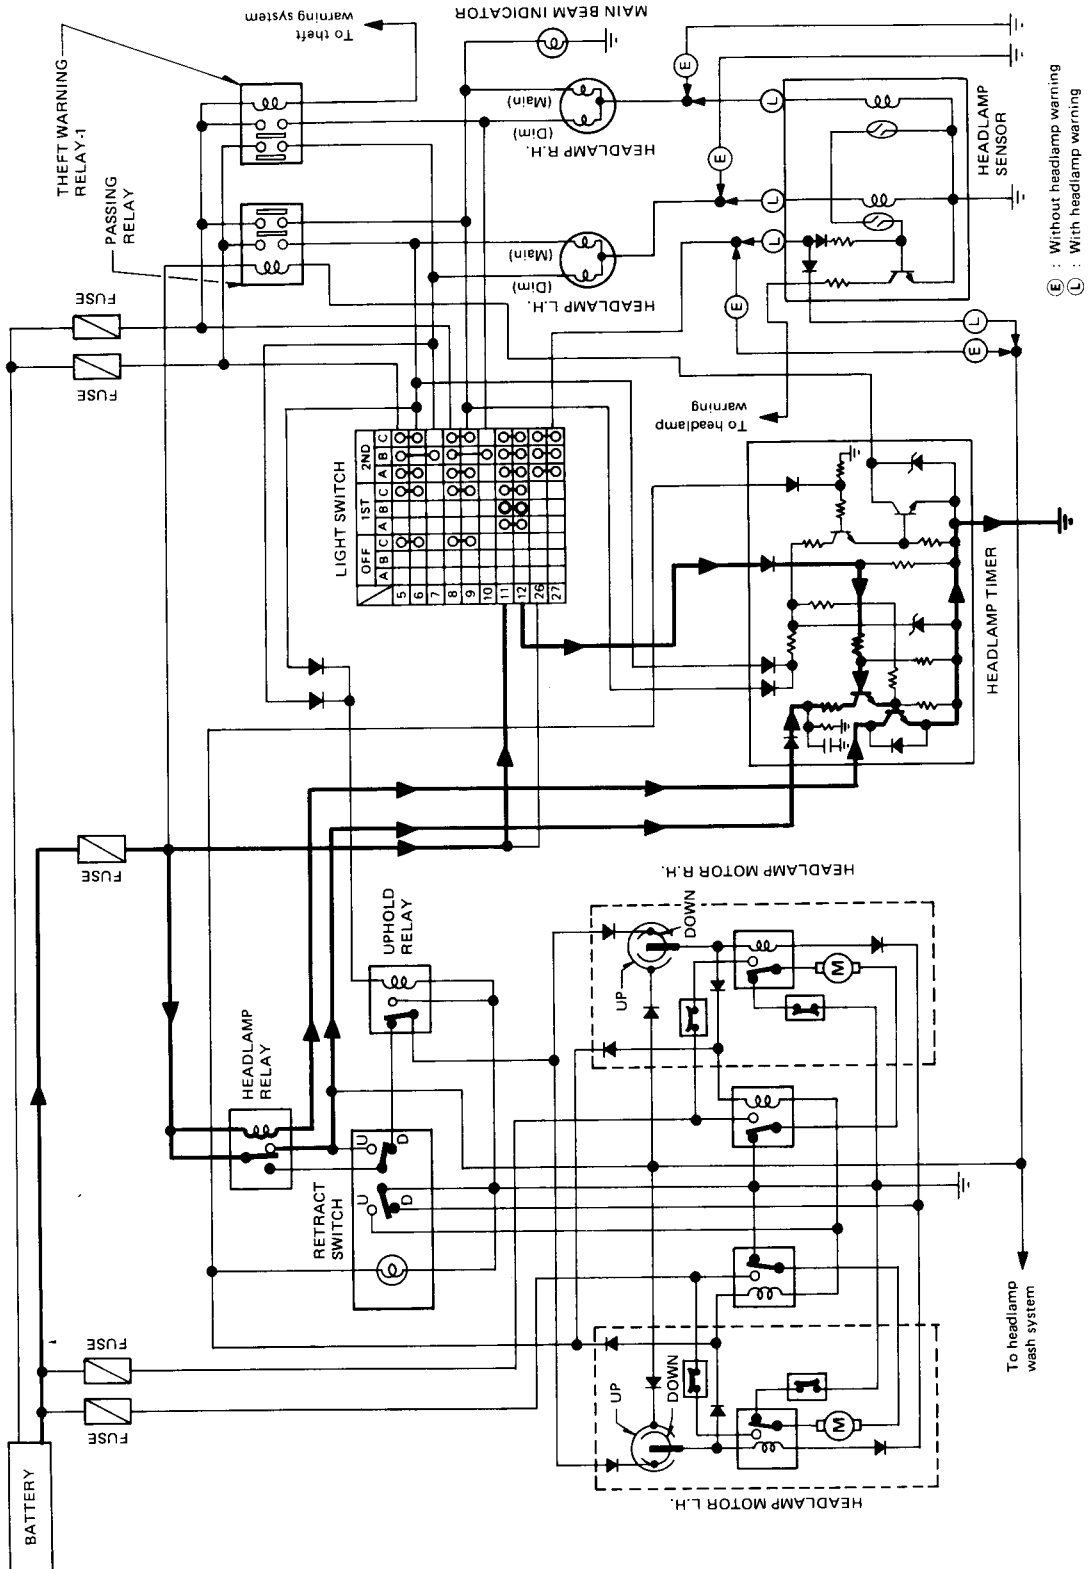 BATTERY
FUSE
FUSE
FUSE
FUSE
FUSE
THEFT WARNING
RELAY-1
PASSING
RELAY
To theft
warning system
MAIN BEAM INDICATOR
HEADLAMP
RELAY
RETRACT
SWITCH
U
D
U
D
UPHOLD
RELAY
LIGHT SWITCH
OFF
1ST
2ND
A
B
C
A
B
C
A
B
C
5
6
7
8
9
10
11
12
26
27
HEADLAMP L.H.
(Dim)
(Main)
HEADLAMP R.H.
(Dim)
(Main)
HEADLAMP MOTOR L.H.
UP
DOWN
M
HEADLAMP MOTOR R.H.
UP
DOWN
M
To headlamp
warning
HEADLAMP TIMER
HEADLAMP
SENSOR
E
E
E
E
L
L
L
L
To headlamp
wash system
E : Without headlamp warning
L : With headlamp warning